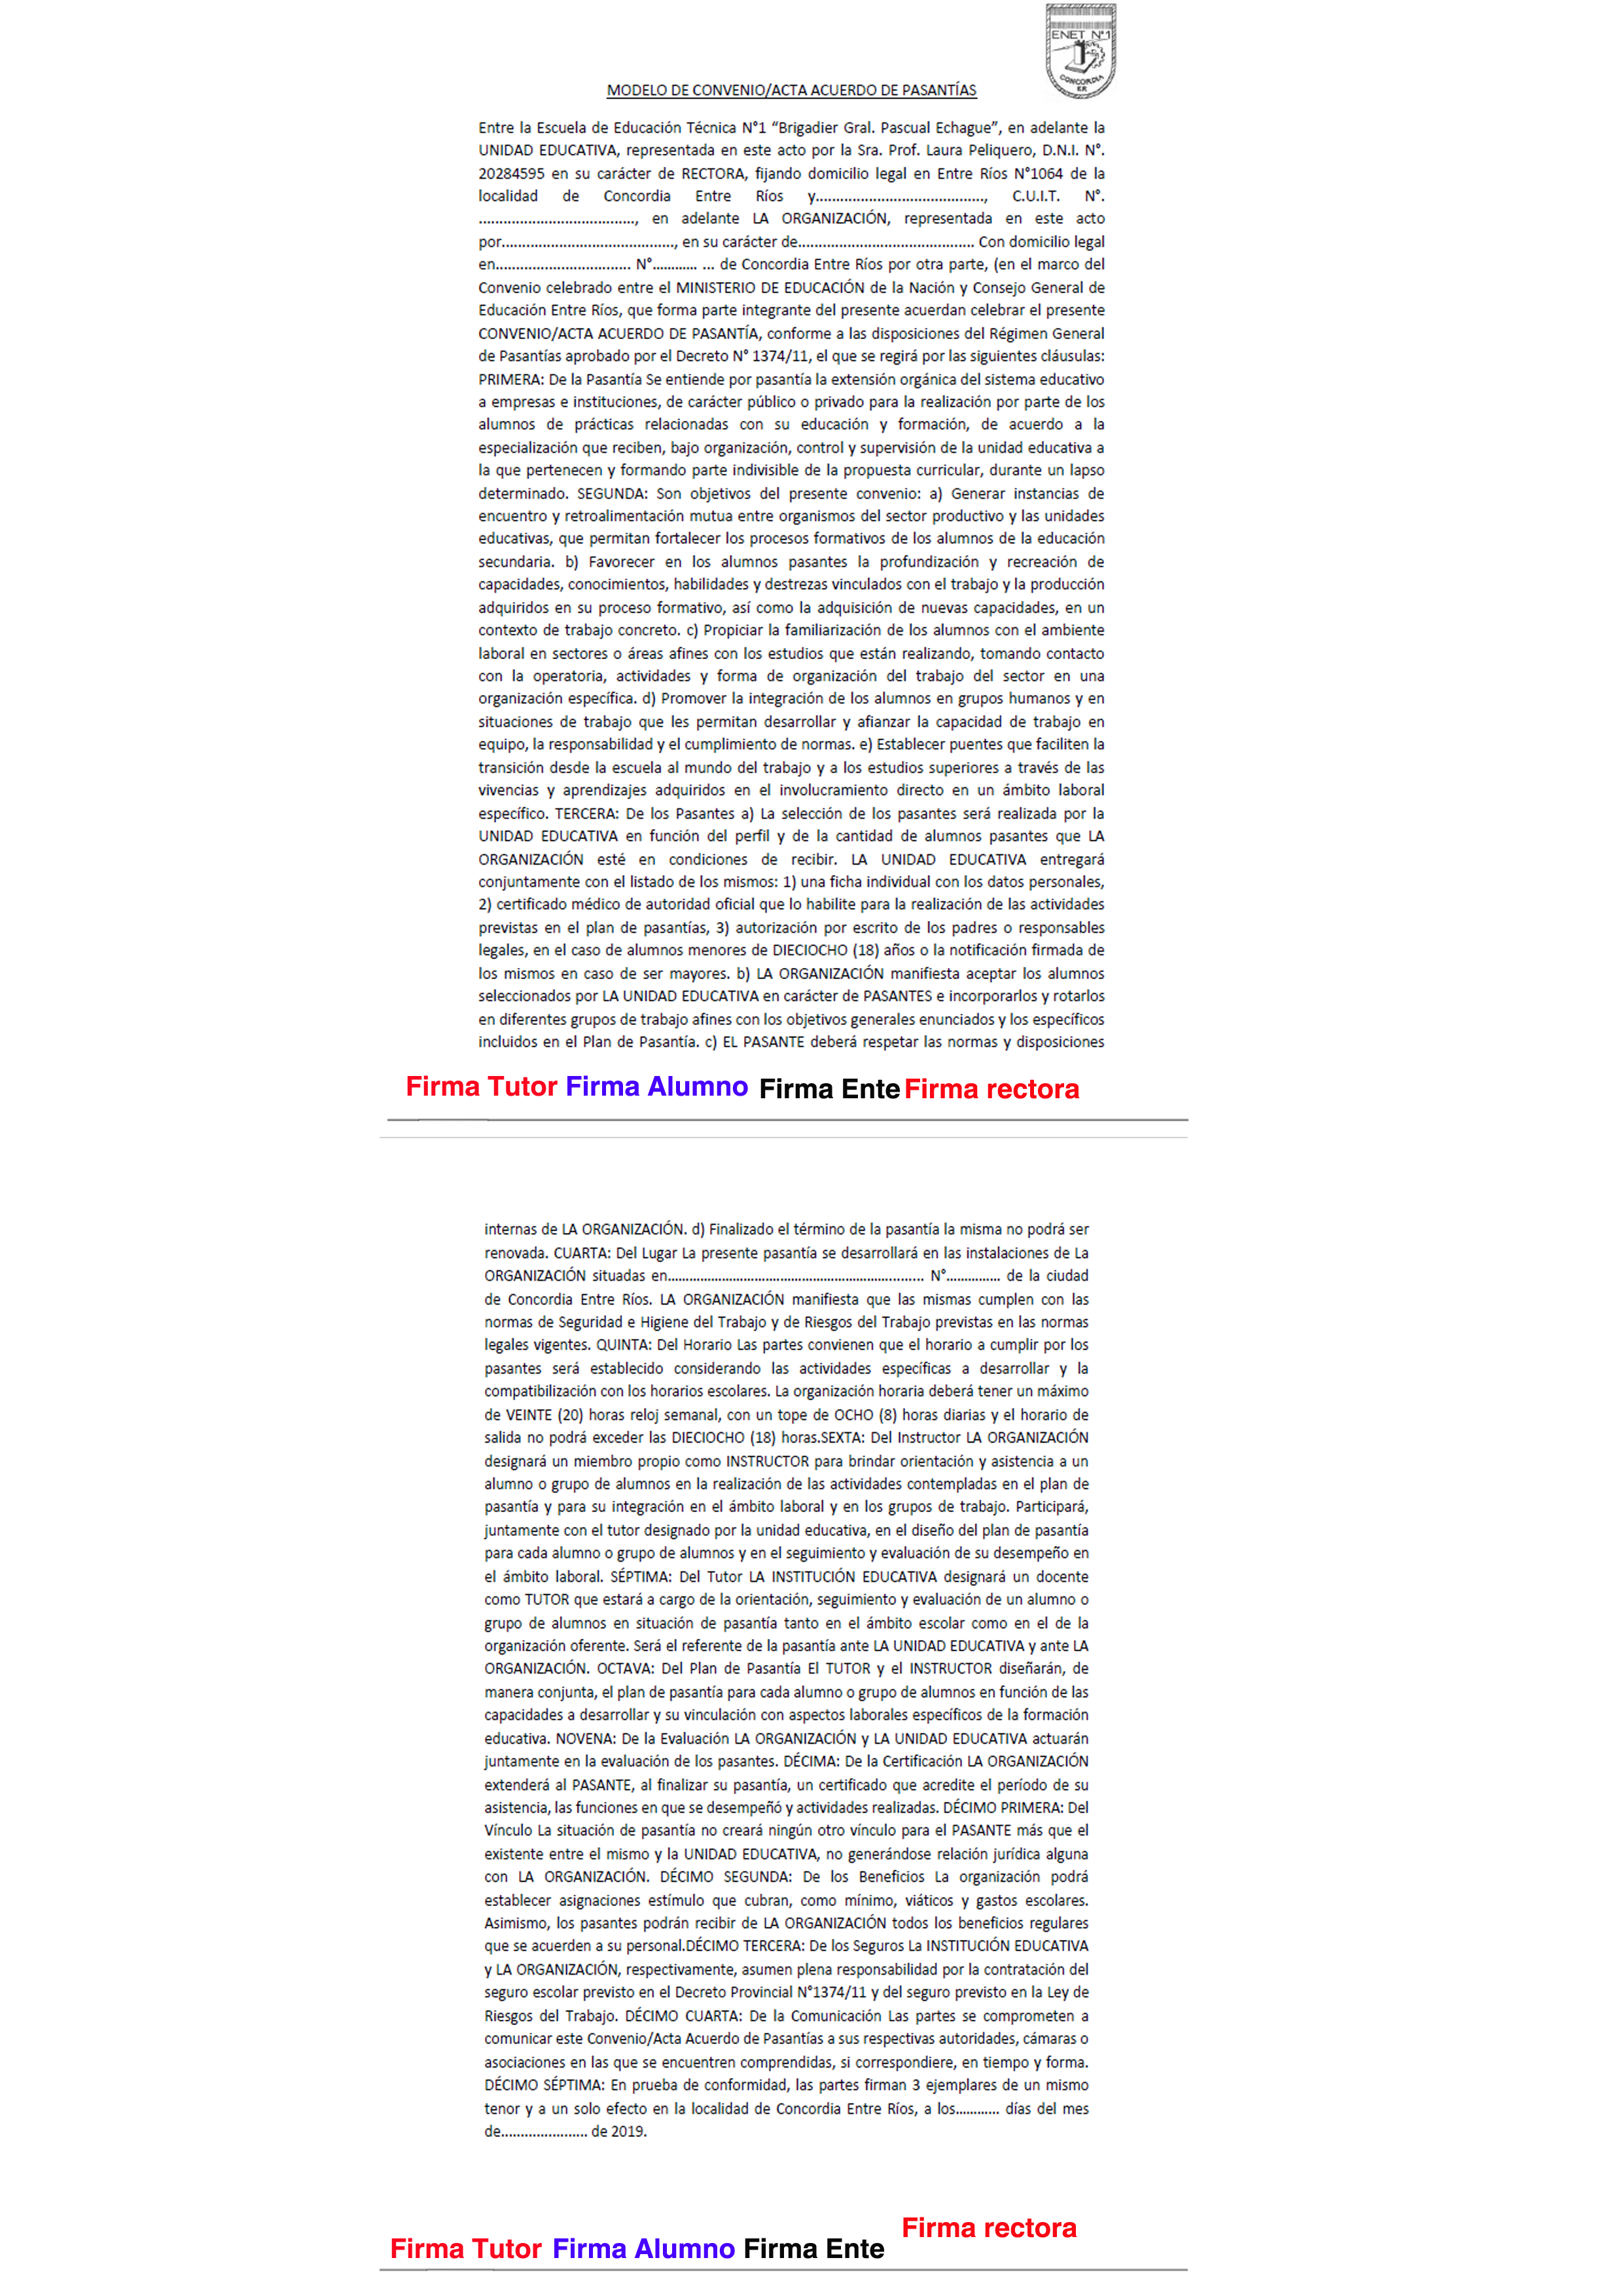 ENET Nº1
CONCORDIA
ER
MODELO DE CONVENIO/ACTA ACUERDO DE PASANTÍAS
Entre la Escuela de Educación Técnica N°1 “Brigadier Gral. Pascual Echague”, en adelante la
UNIDAD EDUCATIVA, representada en este acto por la Sra. Prof. Laura Peliquero, D.N.I. N°.
20284595 en su carácter de RECTORA, fijando domicilio legal en Entre Ríos N°1064 de la
localidad de Concordia Entre Ríos y........................................., C.U.I.T. N°.
......................................, en adelante LA ORGANIZACIÓN, representada en este acto
por.........................................., en su carácter de........................................... Con domicilio legal
en................................. N°........... ... de Concordia Entre Ríos por otra parte, (en el marco del
Convenio celebrado entre el MINISTERIO DE EDUCACIÓN de la Nación y Consejo General de
Educación Entre Ríos, que forma parte integrante del presente acuerdan celebrar el presente
CONVENIO/ACTA ACUERDO DE PASANTÍA, conforme a las disposiciones del Régimen General
de Pasantías aprobado por el Decreto N° 1374/11, el que se regirá por las siguientes cláusulas:
PRIMERA: De la Pasantía Se entiende por pasantía la extensión orgánica del sistema educativo
a empresas e instituciones, de carácter público o privado para la realización por parte de los
alumnos de prácticas relacionadas con su educación y formación, de acuerdo a la
especialización que reciben, bajo organización, control y supervisión de la unidad educativa a
la que pertenecen y formando parte indivisible de la propuesta curricular, durante un lapso
determinado. SEGUNDA: Son objetivos del presente convenio: a) Generar instancias de
encuentro y retroalimentación mutua entre organismos del sector productivo y las unidades
educativas, que permitan fortalecer los procesos formativos de los alumnos de la educación
secundaria. b) Favorecer en los alumnos pasantes la profundización y recreación de
capacidades, conocimientos, habilidades y destrezas vinculados con el trabajo y la producción
adquiridos en su proceso formativo, así como la adquisición de nuevas capacidades, en un
contexto de trabajo concreto. c) Propiciar la familiarización de los alumnos con el ambiente
laboral en sectores o áreas afines con los estudios que están realizando, tomando contacto
con la operatoria, actividades y forma de organización del trabajo del sector en una
organización específica. d) Promover la integración de los alumnos en grupos humanos y en
situaciones de trabajo que les permitan desarrollar y afianzar la capacidad de trabajo en
equipo, la responsabilidad y el cumplimiento de normas. e) Establecer puentes que faciliten la
transición desde la escuela al mundo del trabajo y a los estudios superiores a través de las
vivencias y aprendizajes adquiridos en el involucramiento directo en un ámbito laboral
específico. TERCERA: De los Pasantes a) La selección de los pasantes será realizada por la
UNIDAD EDUCATIVA en función del perfil y de la cantidad de alumnos pasantes que LA
ORGANIZACIÓN esté en condiciones de recibir. LA UNIDAD EDUCATIVA entregará
conjuntamente con el listado de los mismos: 1) una ficha individual con los datos personales,
2) certificado médico de autoridad oficial que lo habilite para la realización de las actividades
previstas en el plan de pasantías, 3) autorización por escrito de los padres o responsables
legales, en el caso de alumnos menores de DIECIOCHO (18) años o la notificación firmada de
los mismos en caso de ser mayores. b) LA ORGANIZACIÓN manifiesta aceptar los alumnos
seleccionados por LA UNIDAD EDUCATIVA en carácter de PASANTES e incorporarlos y rotarlos
en diferentes grupos de trabajo afines con los objetivos generales enunciados y los específicos
incluidos en el Plan de Pasantía. c) EL PASANTE deberá respetar las normas y disposiciones
Firma Tutor Firma Alumno Firma Ente Firma rectora
internas de LA ORGANIZACIÓN. d) Finalizado el término de la pasantía la misma no podrá ser
renovada. CUARTA: Del Lugar La presente pasantía se desarrollará en las instalaciones de La
ORGANIZACIÓN situadas en...................................................................... N°............... de la ciudad
de Concordia Entre Ríos. LA ORGANIZACIÓN manifiesta que las mismas cumplen con las
normas de Seguridad e Higiene del Trabajo y de Riesgos del Trabajo previstas en las normas
legales vigentes. QUINTA: Del Horario Las partes convienen que el horario a cumplir por los
pasantes será establecido considerando las actividades específicas a desarrollar y la
compatibilización con los horarios escolares. La organización horaria deberá tener un máximo
de VEINTE (20) horas reloj semanal, con un tope de OCHO (8) horas diarias y el horario de
salida no podrá exceder las DIECIOCHO (18) horas.SEXTA: Del Instructor LA ORGANIZACIÓN
designará un miembro propio como INSTRUCTOR para brindar orientación y asistencia a un
alumno o grupo de alumnos en la realización de las actividades contempladas en el plan de
pasantía y para su integración en el ámbito laboral y en los grupos de trabajo. Participará,
juntamente con el tutor designado por la unidad educativa, en el diseño del plan de pasantía
para cada alumno o grupo de alumnos y en el seguimiento y evaluación de su desempeño en
el ámbito laboral. SÉPTIMA: Del Tutor LA INSTITUCIÓN EDUCATIVA designará un docente
como TUTOR que estará a cargo de la orientación, seguimiento y evaluación de un alumno o
grupo de alumnos en situación de pasantía tanto en el ámbito escolar como en el de la
organización oferente. Será el referente de la pasantía ante LA UNIDAD EDUCATIVA y ante LA
ORGANIZACIÓN. OCTAVA: Del Plan de Pasantía El TUTOR y el INSTRUCTOR diseñarán, de
manera conjunta, el plan de pasantía para cada alumno o grupo de alumnos en función de las
capacidades a desarrollar y su vinculación con aspectos laborales específicos de la formación
educativa. NOVENA: De la Evaluación LA ORGANIZACIÓN y LA UNIDAD EDUCATIVA actuarán
juntamente en la evaluación de los pasantes. DÉCIMA: De la Certificación LA ORGANIZACIÓN
extenderá al PASANTE, al finalizar su pasantía, un certificado que acredite el período de su
asistencia, las funciones en que se desempeñó y actividades realizadas. DÉCIMO PRIMERA: Del
Vínculo La situación de pasantía no creará ningún otro vínculo para el PASANTE más que el
existente entre el mismo y la UNIDAD EDUCATIVA, no generándose relación jurídica alguna
con LA ORGANIZACIÓN. DÉCIMO SEGUNDA: De los Beneficios La organización podrá
establecer asignaciones estímulo que cubran, como mínimo, viáticos y gastos escolares.
Asimismo, los pasantes podrán recibir de LA ORGANIZACIÓN todos los beneficios regulares
que se acuerden a su personal.DÉCIMO TERCERA: De los Seguros La INSTITUCIÓN EDUCATIVA
y LA ORGANIZACIÓN, respectivamente, asumen plena responsabilidad por la contratación del
seguro escolar previsto en el Decreto Provincial N°1374/11 y del seguro previsto en la Ley de
Riesgos del Trabajo. DÉCIMO CUARTA: De la Comunicación Las partes se comprometen a
comunicar este Convenio/Acta Acuerdo de Pasantías a sus respectivas autoridades, cámaras o
asociaciones en las que se encuentren comprendidas, si correspondiere, en tiempo y forma.
DÉCIMO SÉPTIMA: En prueba de conformidad, las partes firman 3 ejemplares de un mismo
tenor y a un solo efecto en la localidad de Concordia Entre Ríos, a los............ días del mes
de...................... de 2019.
Firma Tutor Firma Alumno Firma Ente Firma rectora